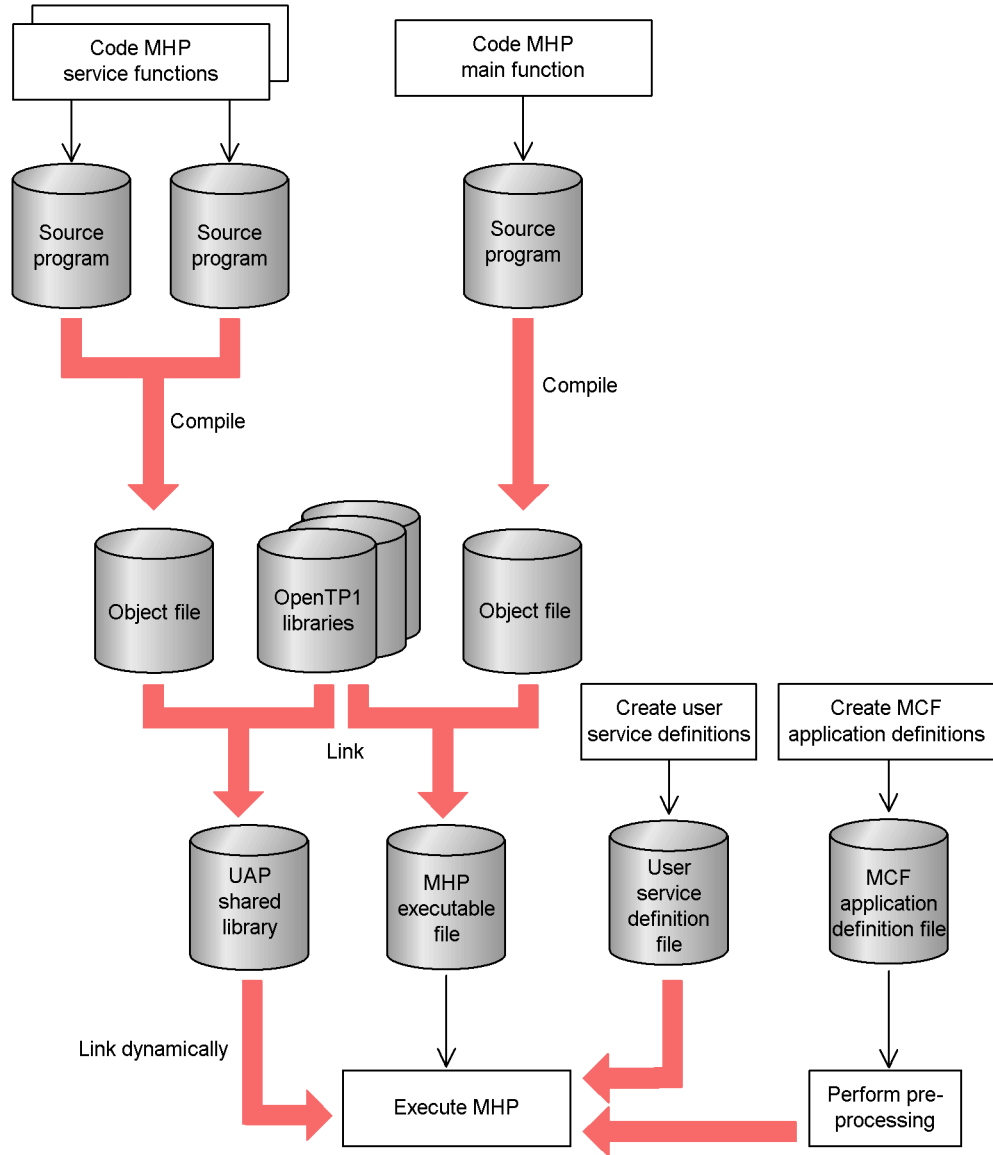 Code MHP
service functions
Code MHP
main function
Source
program
Source
program
Source
program
Compile
Compile
Object file
OpenTP1
libraries
Object file
Link
Create user
service definitions
Create MCF
application definitions
UAP
shared
library
MHP
executable
file
User
service
definition
file
MCF
application
definition file
Link dynamically
Execute MHP
Perform pre-
processing